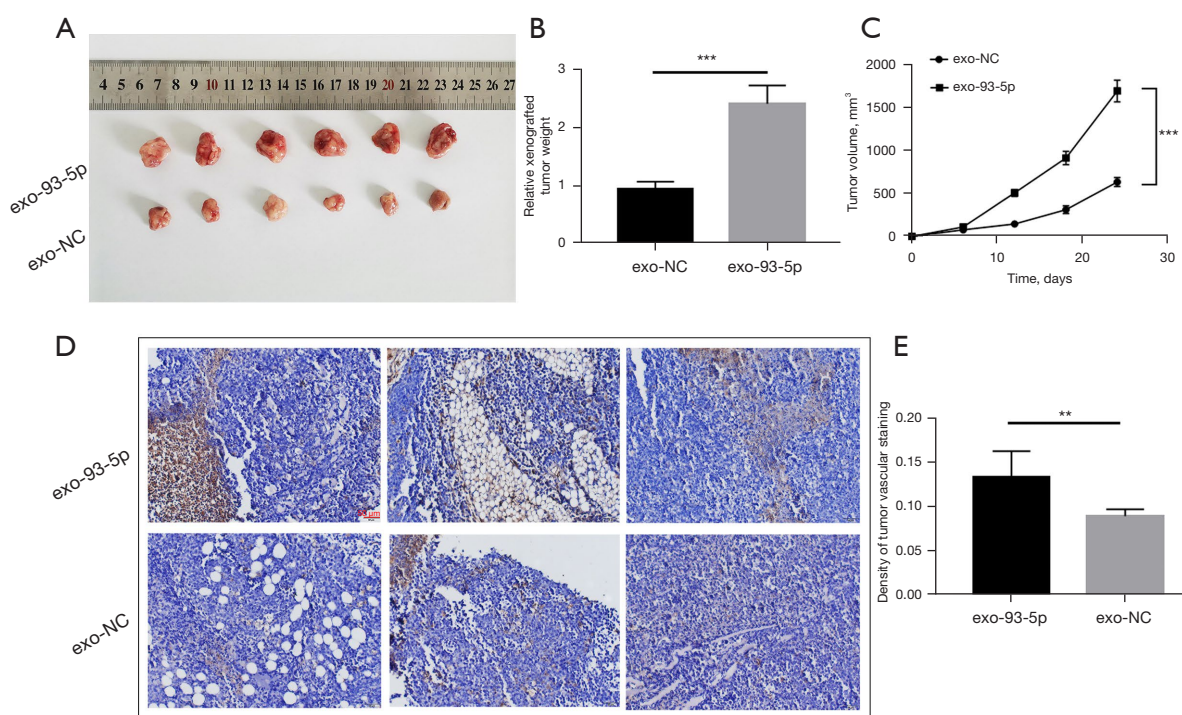 A
4 5 6 7 8 9 10 11 12 13 14 15 16 17 18 19 20 21 22 23 24 25 26 27
exo-93-5p
exo-NC
B
***
Relative xenografted
tumor weight
3
2
1
0
exo-NC
exo-93-5p
C
exo-NC
exo-93-5p
Tumor volume, mm³
2000
1500
1000
500
0
***
0
10
20
30
Time, days
D
exo-93-5p
exo-NC
μm
E
Density of tumor vascular staining
0.20
0.15
0.10
0.05
0.00
**
exo-93-5p
exo-NC